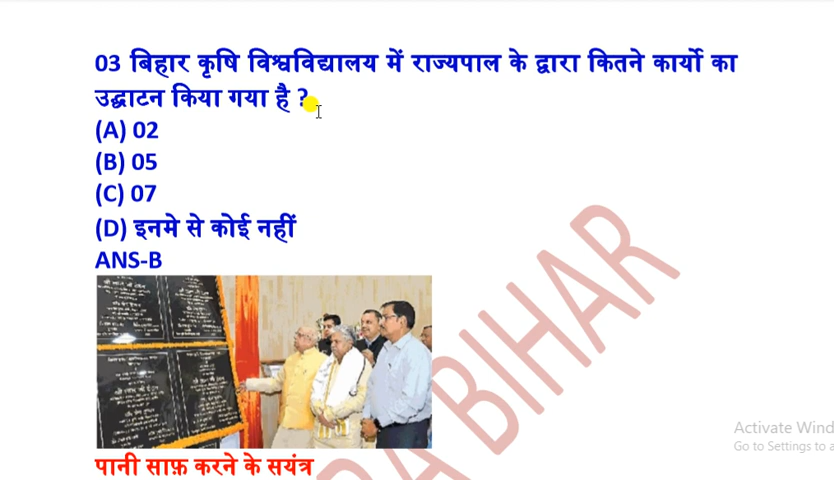 03 बिहार कृषि विश्वविद्यालय में राज्यपाल के द्वारा कितने कार्यो का
उद्घाटन किया गया है ?
(A) 02
(B) 05
(C) 07
(D) इनमे से कोई नहीं
ANS-B
पानी साफ़ करने के सयंत्र
BIHAR
Activate Wind
Go to Settings to a